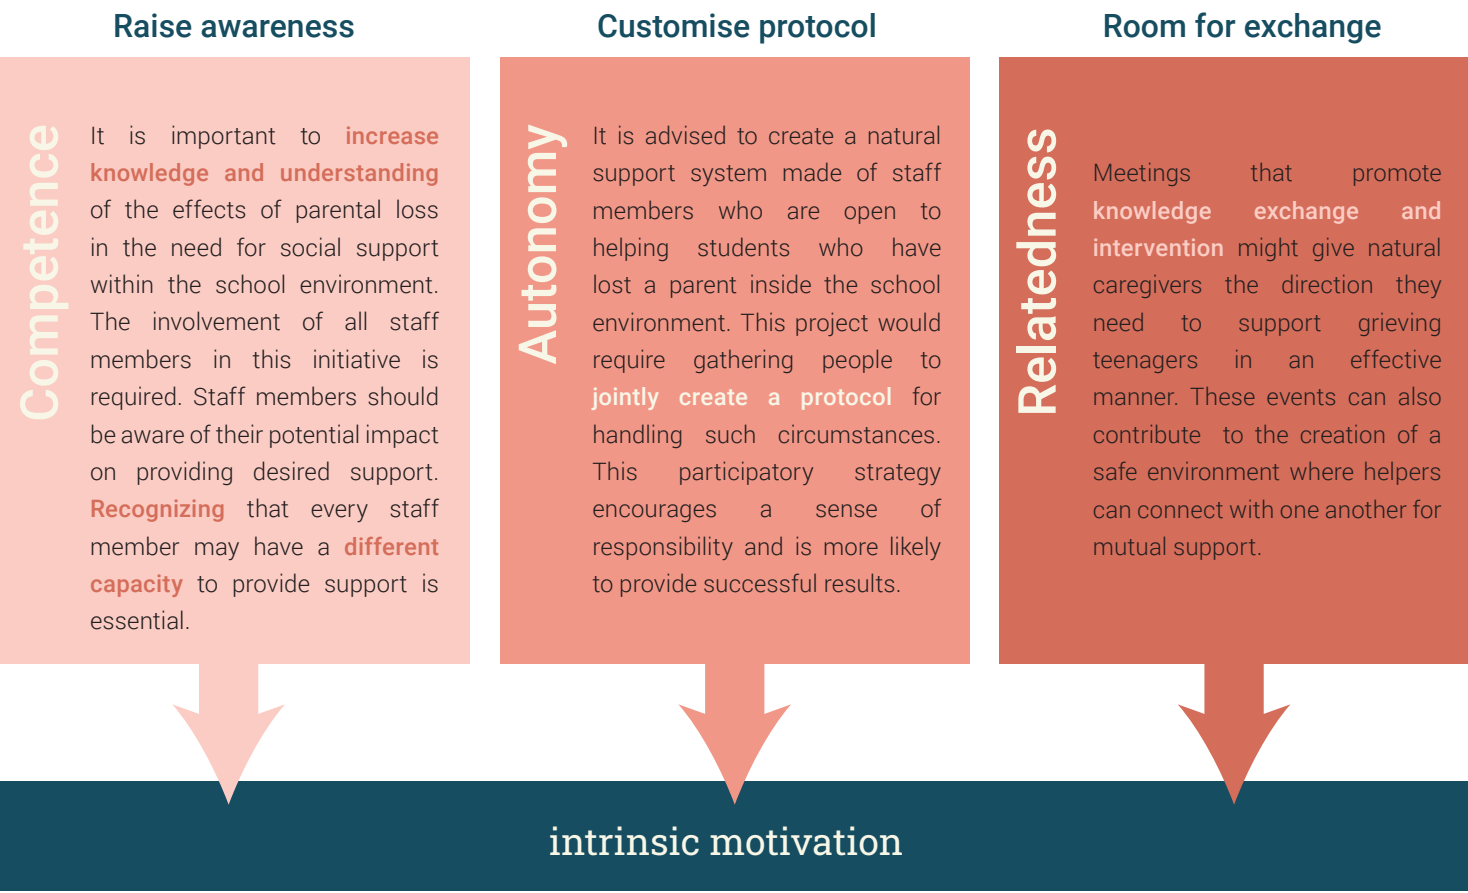 Raise awareness
Competence
It is important to increase
knowledge and understanding
of the effects of parental loss
in the need for social support
within the school environment.
The involvement of all staff
members in this initiative is
required. Staff members should
be aware of their potential impact
on providing desired support.
Recognizing that every staff
member may have a different
capacity to provide support is
essential.
Customise protocol
Autonomy
It is advised to create a natural
support system made of staff
members who are open to
helping students who have
lost a parent inside the school
environment. This project would
require gathering people to
jointly create a protocol for
handling such circumstances.
This participatory strategy
encourages a sense of
responsibility and is more likely
to provide successful results.
Room for exchange
Relatedness
Meetings that promote
knowledge exchange and
intervention might give natural
caregivers the direction they
need to support grieving
teenagers in an effective
manner. These events can also
contribute to the creation of a
safe environment where helpers
can connect with one another for
mutual support.
intrinsic motivation